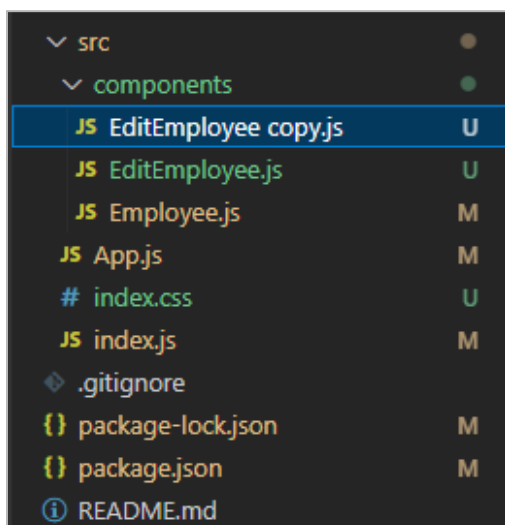 src
components
JS EditEmployee copy.js U
JS EditEmployee.js U
JS Employee.js M
JS App.js M
# index.css U
JS index.js M
.gitignore
{} package-lock.json M
{} package.json M
README.md